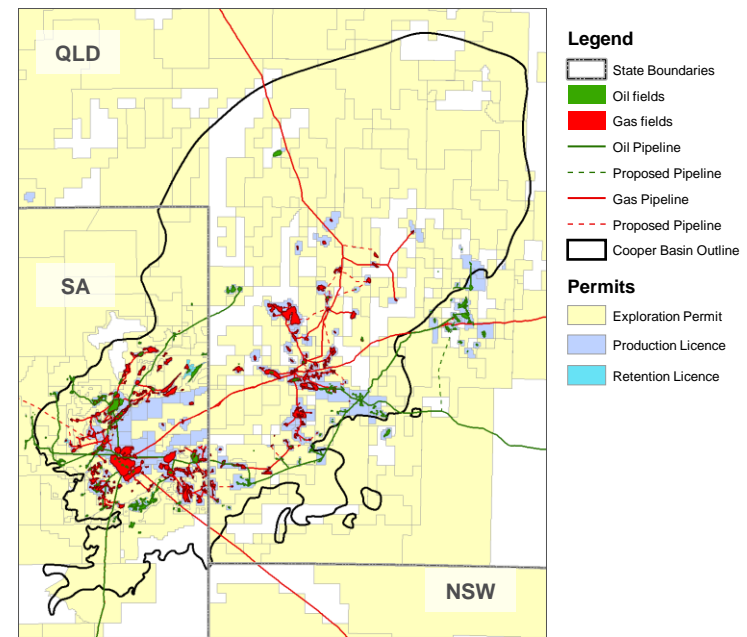 QLD
SA
NSW
Legend
State Boundaries
Oil fields
Gas fields
Oil Pipeline
Proposed Pipeline
Gas Pipeline
Proposed Pipeline
Cooper Basin Outline
Permits
Exploration Permit
Production Licence
Retention Licence